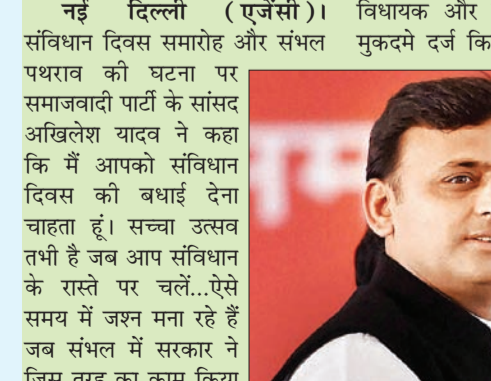 नई दिल्ली (एजेंसी)।
संविधान दिवस समारोह और संभल
पथराव की घटना पर
समाजवादी पार्टी के सांसद
अखिलेश यादव ने कहा
कि मैं आपको संविधान
दिवस की बधाई देना
चाहता हूं। सच्चा उत्सव
तभी है जब आप संविधान
के रास्ते पर चलें...ऐसे
समय में जश्न मना रहे हैं
जब संभल में सरकार ने
जिस तरह का काम किया
विधायक और
मुकदमे दर्ज कि